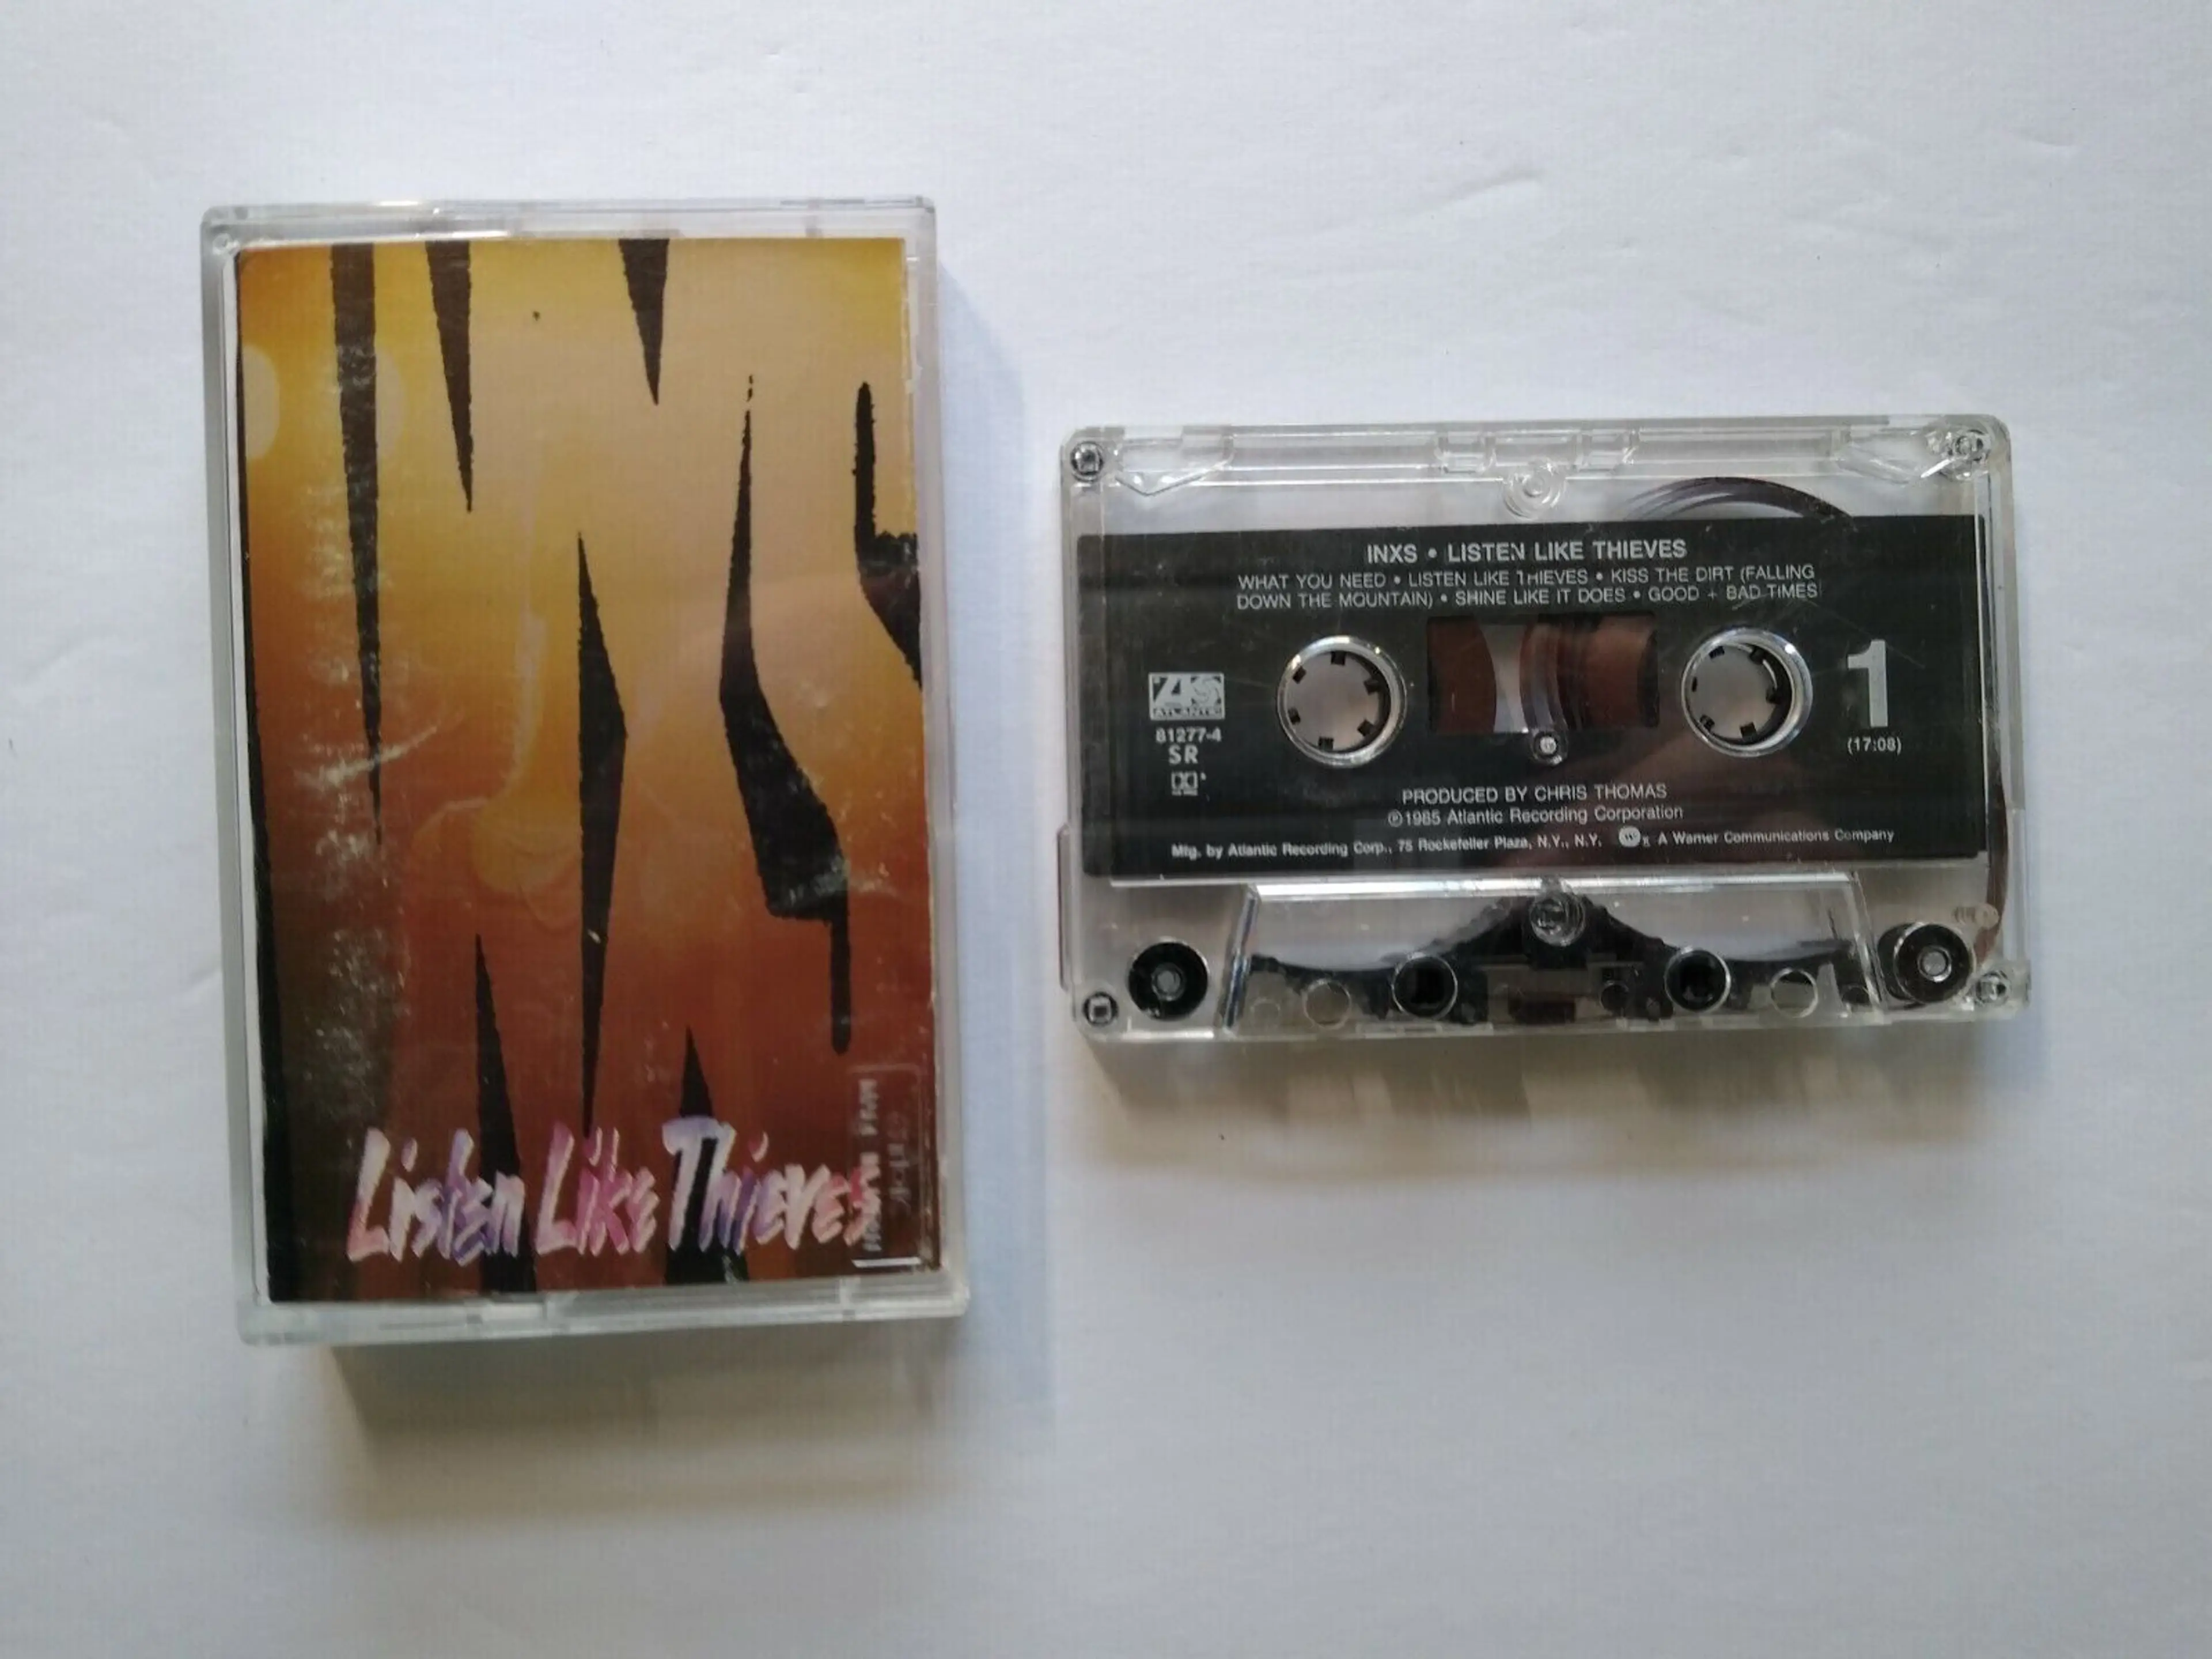 INXS
Listen Like Thieves
INXS • LISTEN LIKE THIEVES
WHAT YOU NEED • LISTEN LIKE THIEVES • KISS THE DIRT (FALLING
DOWN THE MOUNTAIN) • SHINE LIKE IT DOES • GOOD + BAD TIMES
ATLANTIC
81277-4
SR
1
(17:08)
PRODUCED BY CHRIS THOMAS
℗1985 Atlantic Recording Corporation
Mfg. by Atlantic Recording Corp., 75 Rockefeller Plaza, N.Y., N.Y. A Warner Communications Company